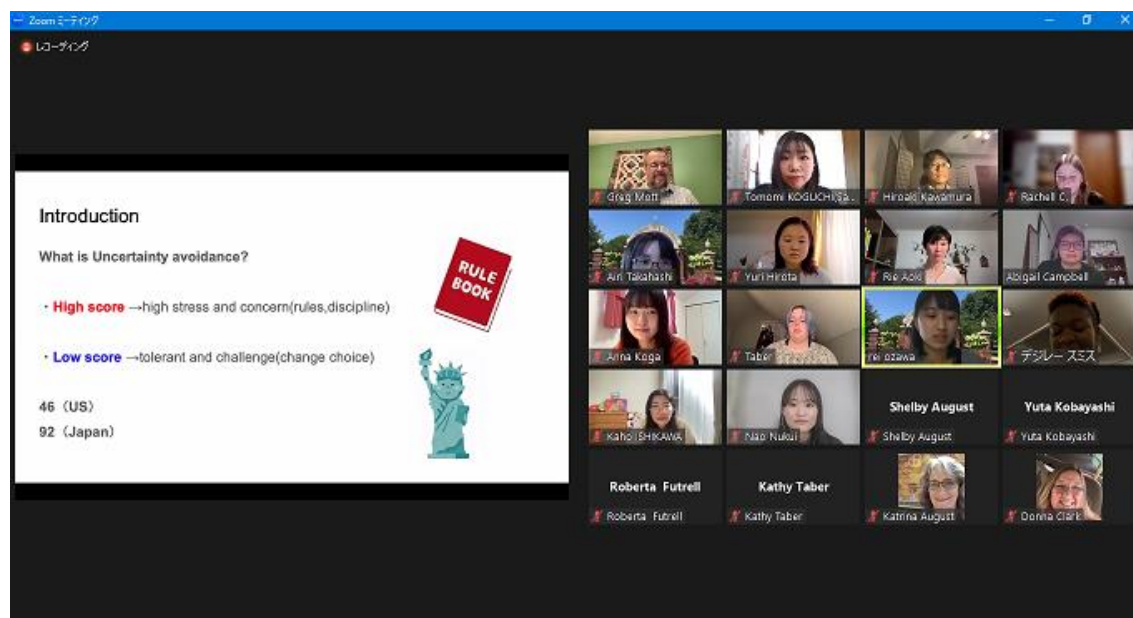 Zoom ミーティング
レコーディング
Introduction
What is Uncertainty avoidance?
・High score →high stress and concern(rules,discipline)
・Low score →tolerant and challenge(change choice)
46（US）
92（Japan）
RULE
BOOK
Greg Mott
Tomomi KOGUCHI,Sa...
Hiroaki Kawamura
Rachell C.
Airi Takahashi
Yuri Hirota
Rie Aoki
Abigail Campbell
Anna Koga
Taber
rei ozawa
デジレー スミス
Kaho ISHIKAWA
Nao Nukui
Shelby August
Shelby August
Yuta Kobayashi
Yuta Kobayashi
Roberta Futrell
Roberta Futrell
Kathy Taber
Kathy Taber
Katrina August
Donna Clark